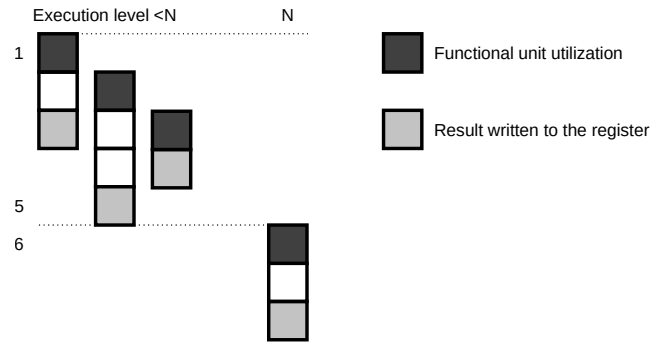 Execution level <N N
1
Functional unit utilization
Result written to the register
5
6